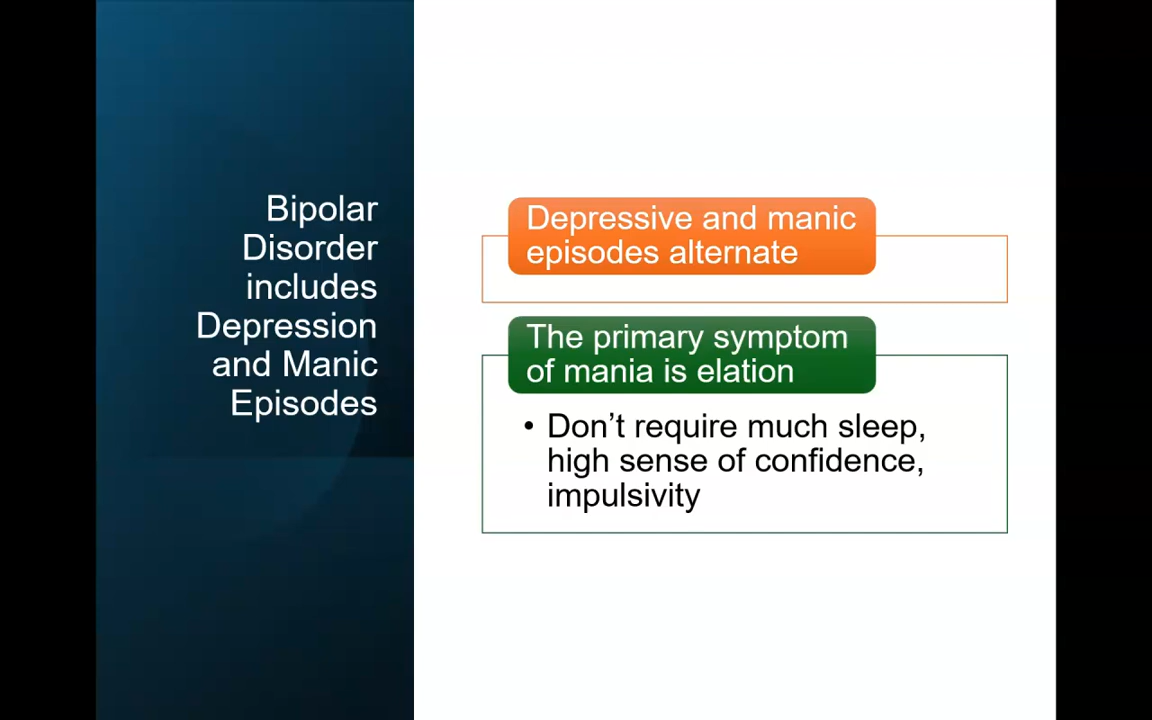 Bipolar
Disorder
includes
Depression
and Manic
Episodes
Depressive and manic
episodes alternate
The primary symptom
of mania is elation
• Don’t require much sleep,
high sense of confidence,
impulsivity